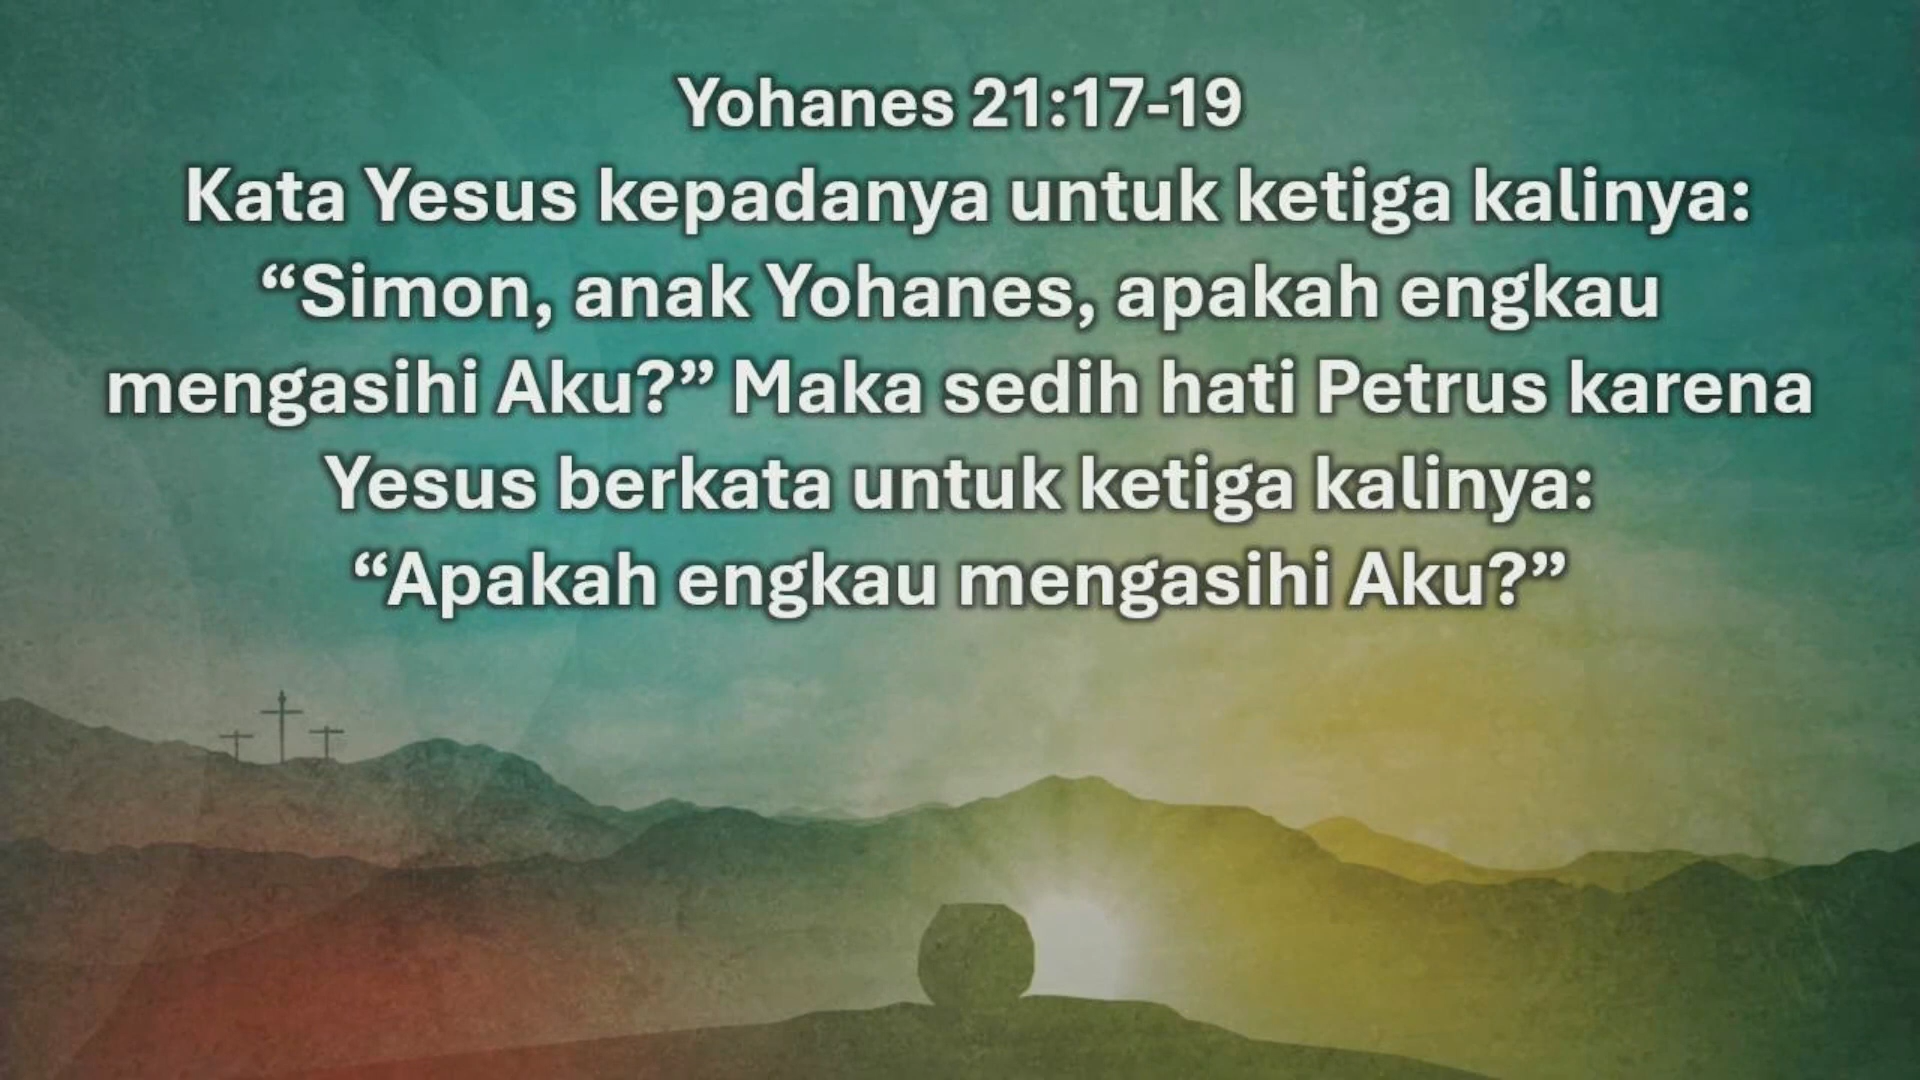 Yohanes 21:17-19
Kata Yesus kepadanya untuk ketiga kalinya:
“Simon, anak Yohanes, apakah engkau
mengasihi Aku?” Maka sedih hati Petrus karena
Yesus berkata untuk ketiga kalinya:
“Apakah engkau mengasihi Aku?”